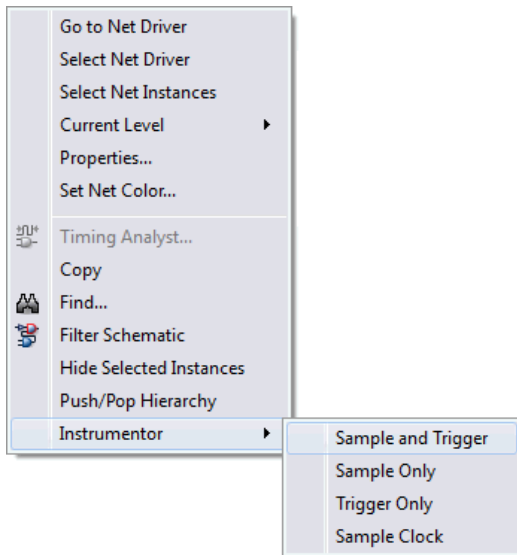 Go to Net Driver
Select Net Driver
Select Net Instances
Current Level
Properties...
Set Net Color...
Timing Analyst...
Copy
Find...
Filter Schematic
Hide Selected Instances
Push/Pop Hierarchy
Instrumentor
Sample and Trigger
Sample Only
Trigger Only
Sample Clock